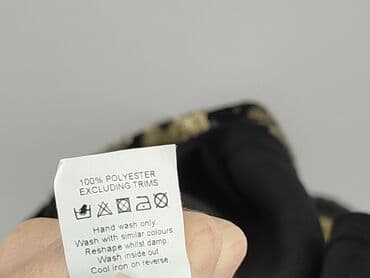 100% POLYESTER
EXCLUDING TRIMS
Hand wash only.
Wash with similar colours
Reshape whilst damp.
Wash inside out
Cool iron on reverse